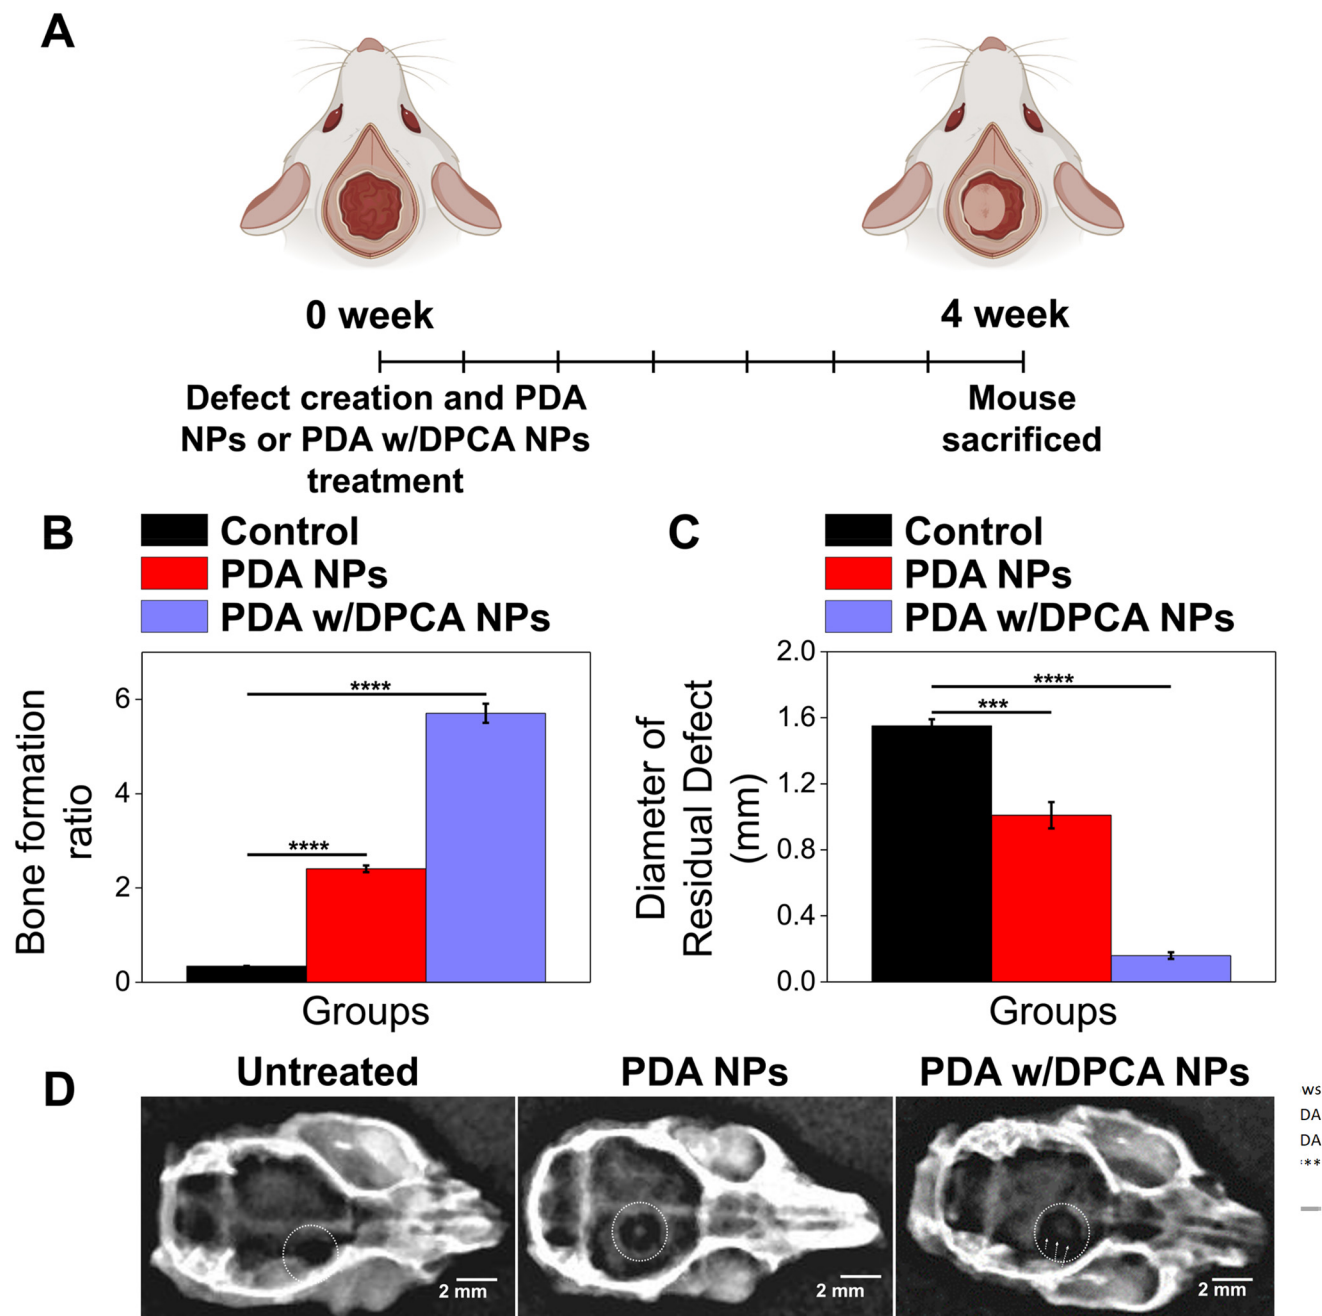 A
0 week
4 week
Defect creation and PDA
NPs or PDA w/DPCA NPs
treatment
Mouse
sacrificed
B
Control
PDA NPs
PDA w/DPCA NPs
Bone formation
ratio
6
4
2
0
****
****
Groups
C
Control
PDA NPs
PDA w/DPCA NPs
Diameter of
Residual Defect
(mm)
2.0
1.6
1.2
0.8
0.4
0.0
****
***
Groups
D
Untreated
PDA NPs
PDA w/DPCA NPs
2 mm
2 mm
2 mm
ws
DA
DA
**